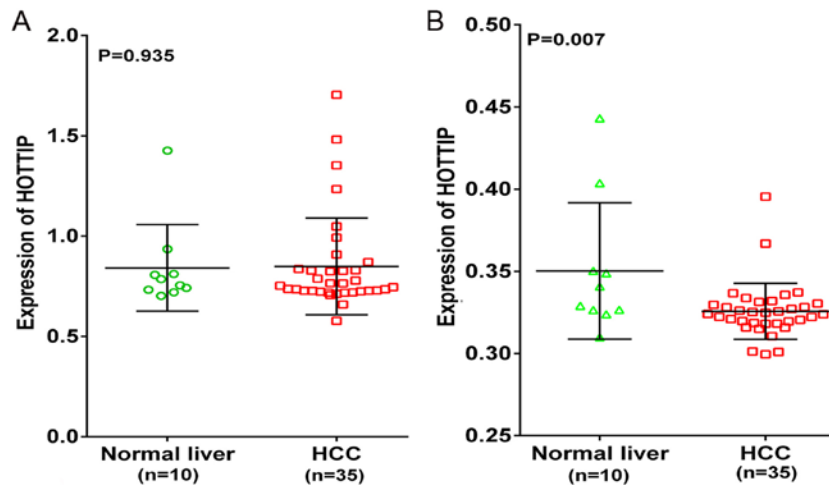 A
Expression of HOTTIP
2.0
1.5
1.0
0.5
0.0
P=0.935
Normal liver
(n=10)
HCC
(n=35)
B
Expression of HOTTIP
0.50
0.45
0.40
0.35
0.30
0.25
P=0.007
Normal liver
(n=10)
HCC
(n=35)